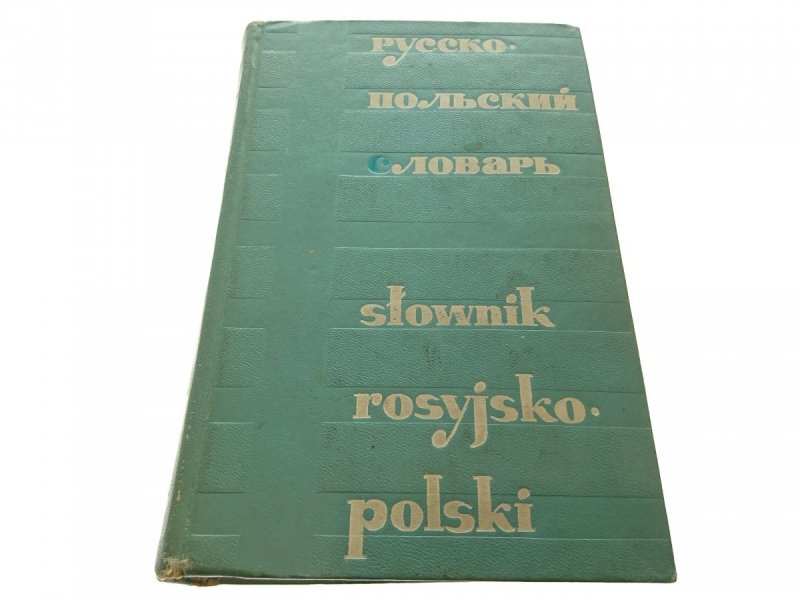 русско-
польский
словарь
słownik
rosyjsko-
polski